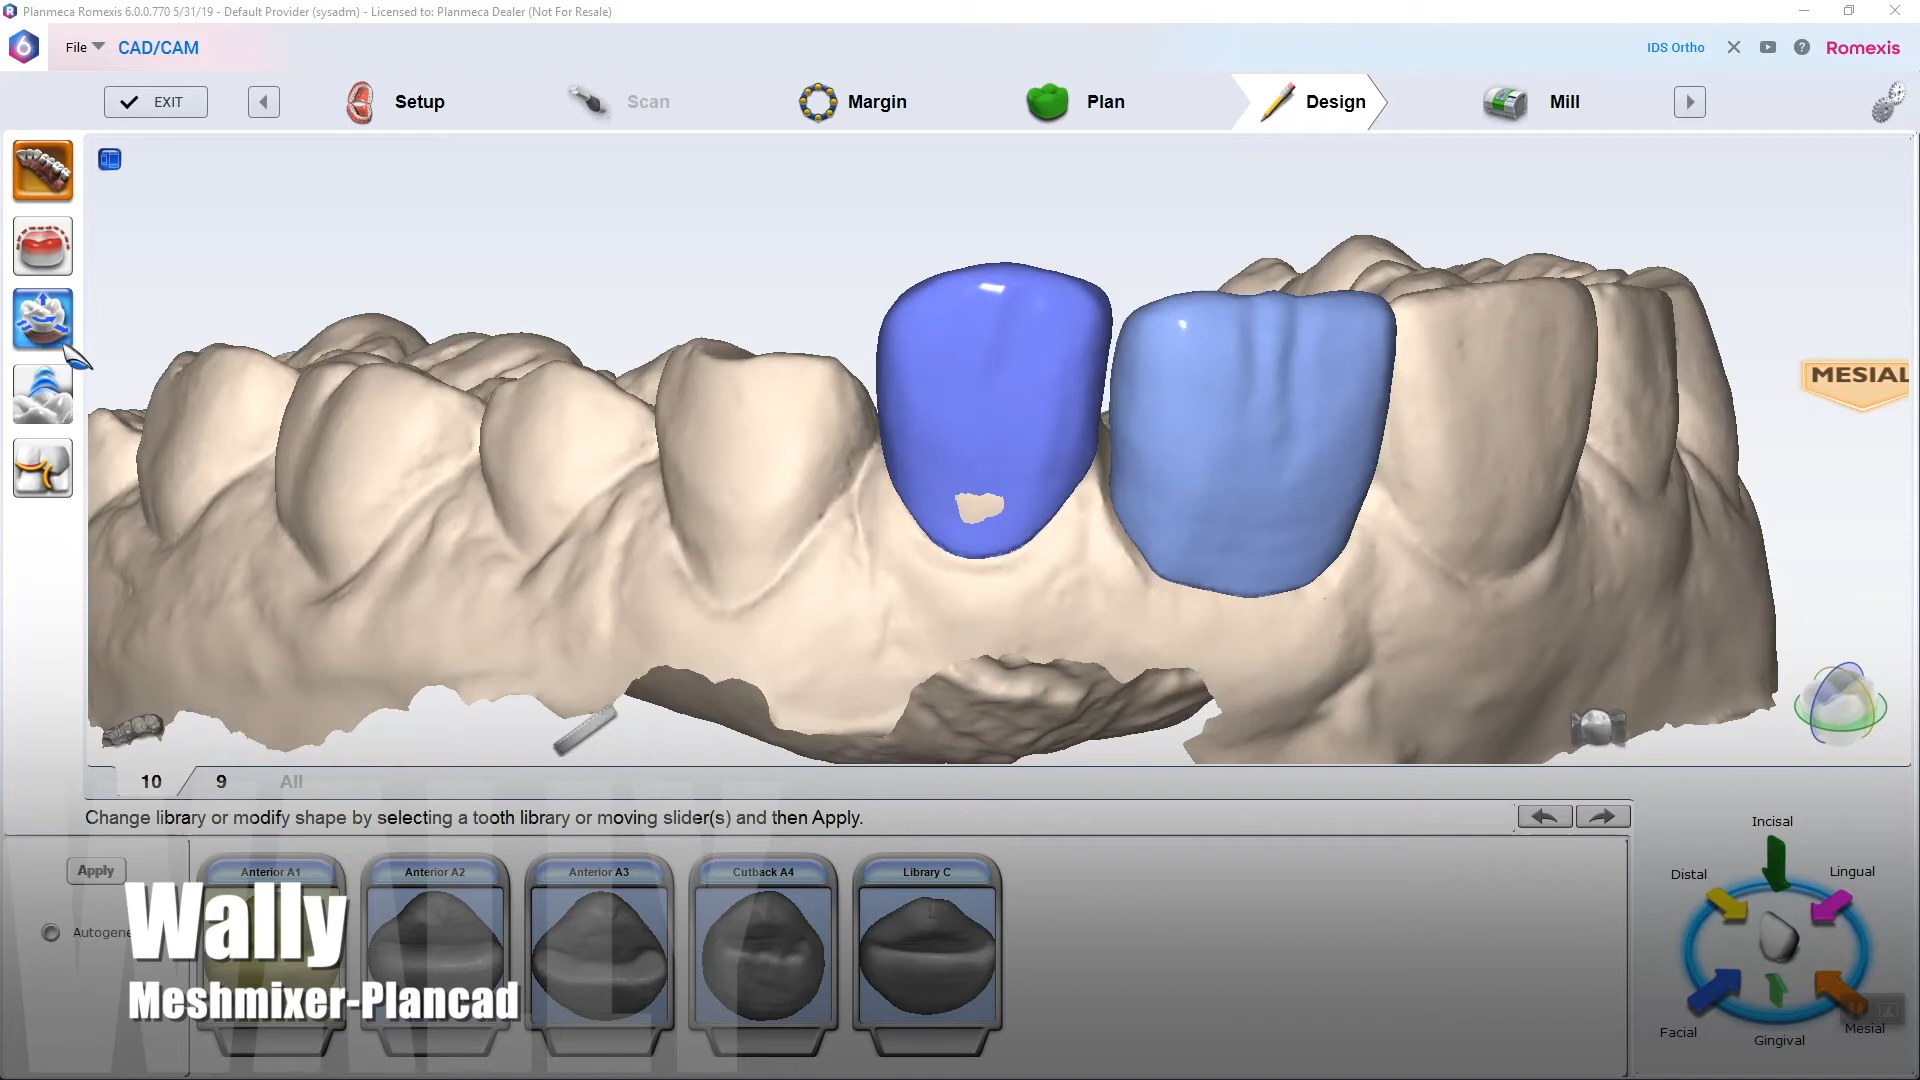 Planmeca Romexis 6.0.0.770 5/31/19 - Default Provider (sysadm) - Licensed to: Planmeca Dealer (Not For Resale)
6 File CAD/CAM IDS Ortho Romexis
EXIT Setup Scan Margin Plan Design Mill
MESIAL
10 9 All
Change library or modify shape by selecting a tooth library or moving slider(s) and then Apply.
Apply
Autogene
Anterior A1 Anterior A2 Anterior A3 Cutback A4 Library C
Wally
Meshmixer-Plancad
WALLY
Incisal
Distal Lingual
Facial Gingival Mesial